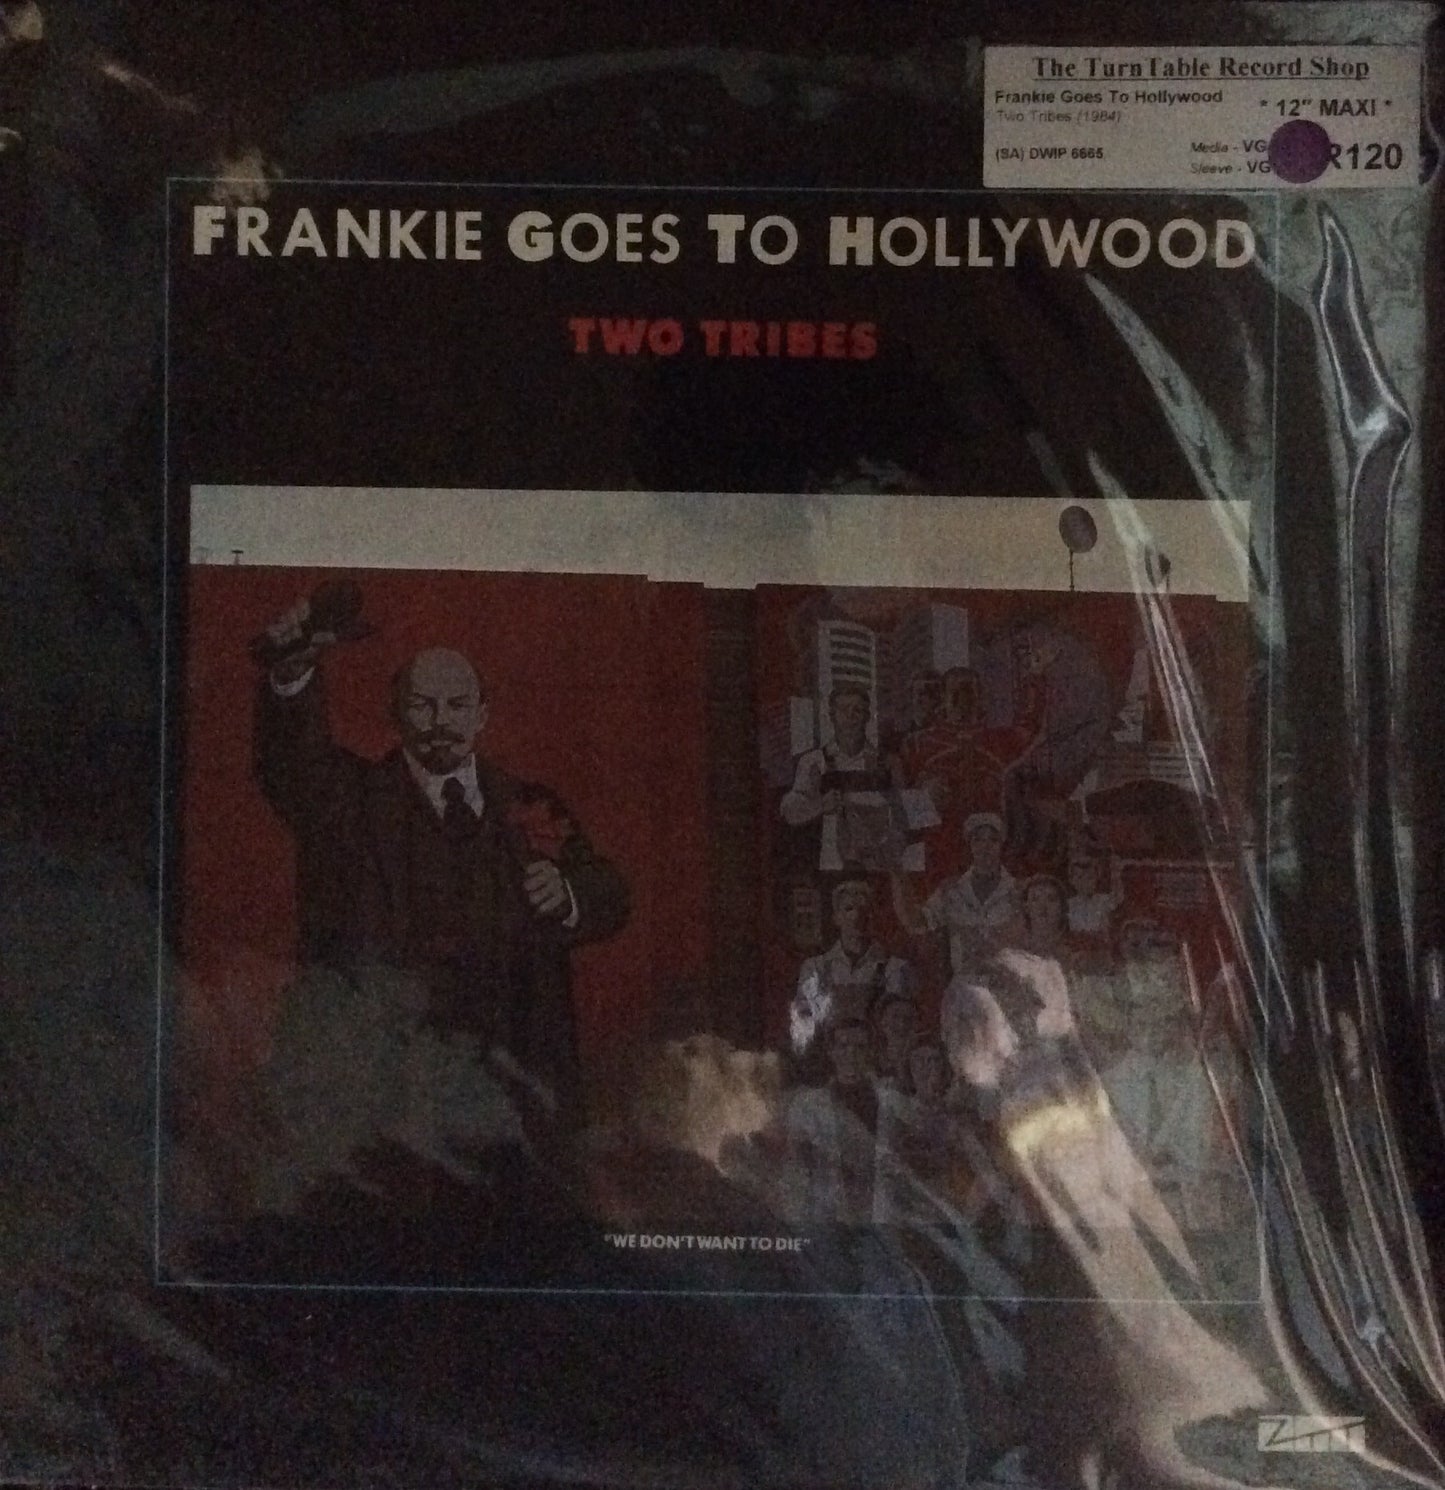 The TurnTable Record Shop
Frankie Goes To Hollywood
* 12" MAXI *
Two Tribes (1984)
(SA) DWIP 6665
Media - VG
Sleeve - VG
R120
FRANKIE GOES TO HOLLYWOOD
TWO TRIBES
"WE DON'T WANT TO DIE"